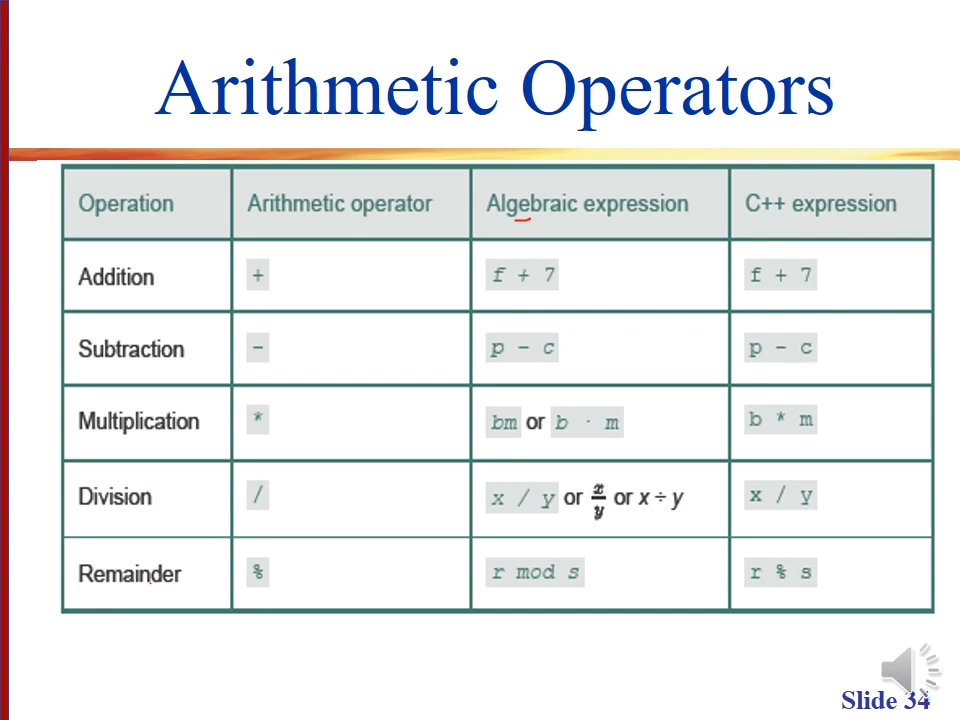 Arithmetic Operators
Operation Arithmetic operator Algebraic expression C++ expression
Addition + f + 7 f + 7
Subtraction - p - c p - c
Multiplication * bm or b · m b * m
Division / x / y or x/y or x ÷ y x / y
Remainder % r mod s r % s
Slide 34